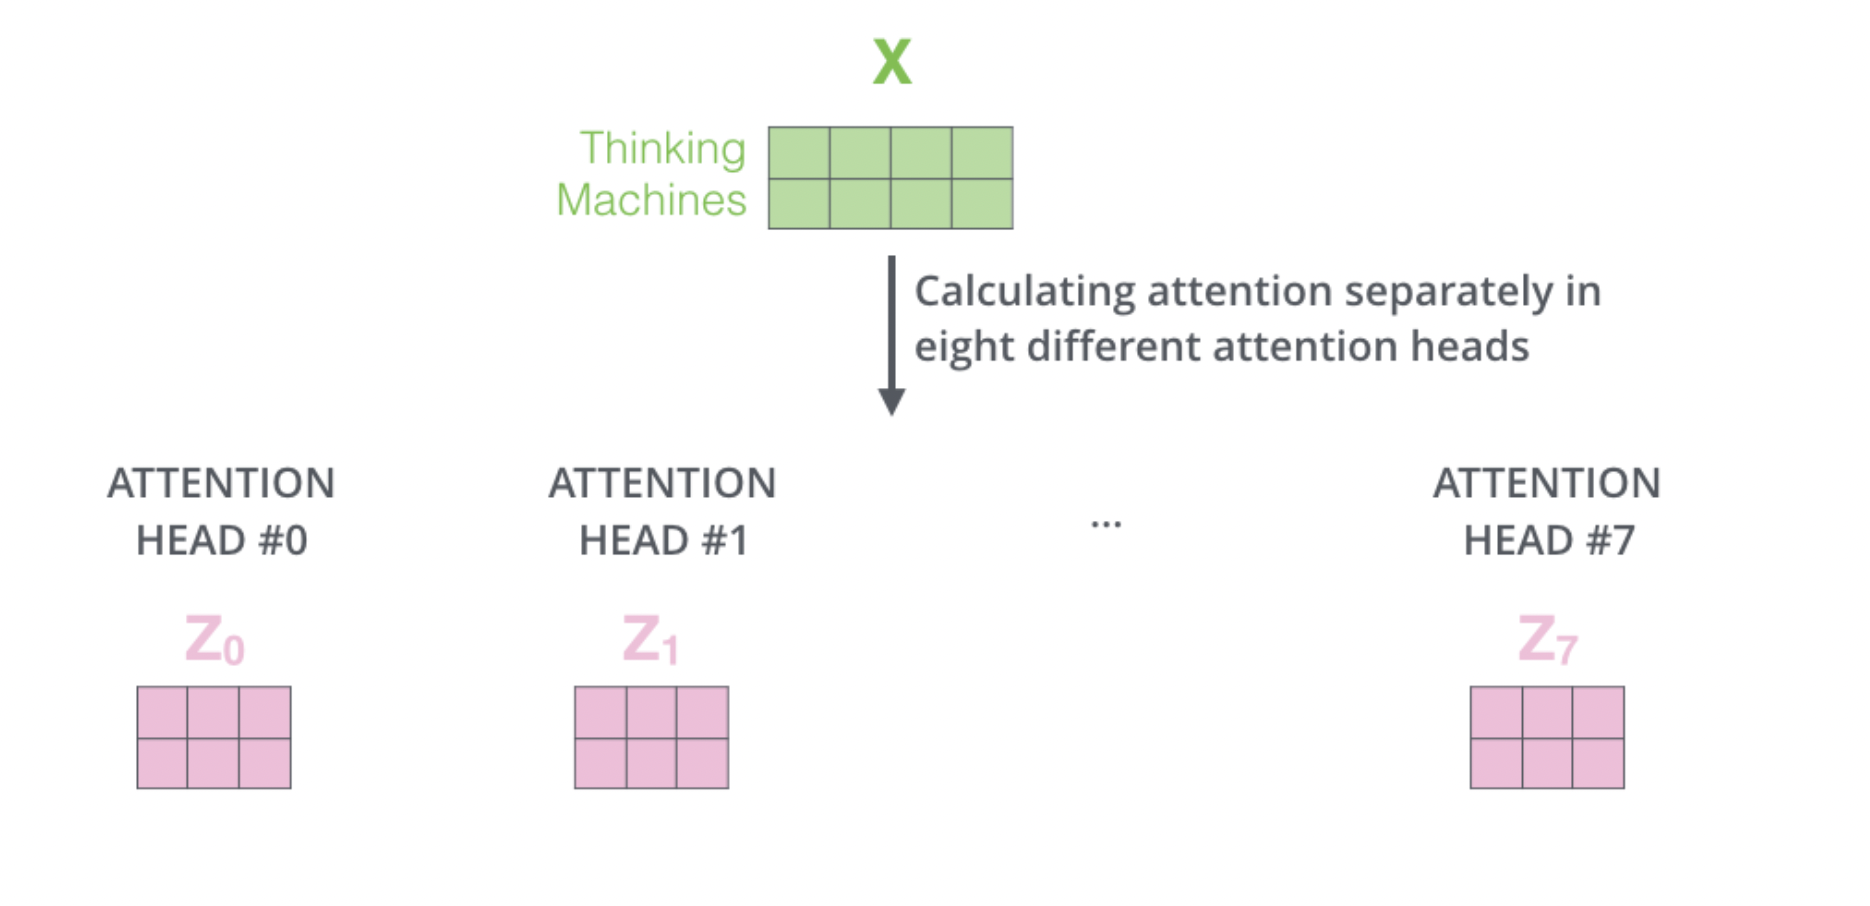 X
Thinking
Machines
Calculating attention separately in
eight different attention heads
ATTENTION
HEAD #0
ATTENTION
HEAD #1
...
ATTENTION
HEAD #7
Z0
Z1
Z7